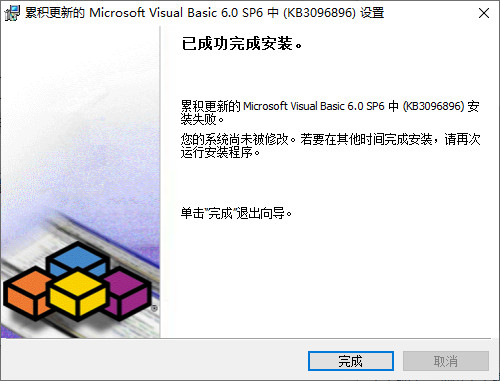 累积更新的 Microsoft Visual Basic 6.0 SP6 中 (KB3096896) 设置
已成功完成安装。
累积更新的 Microsoft Visual Basic 6.0 SP6 中 (KB3096896) 安
装失败。
您的系统尚未被修改。若要在其他时间完成安装，请再次
运行安装程序。
单击"完成"退出向导。
®
完成
取消